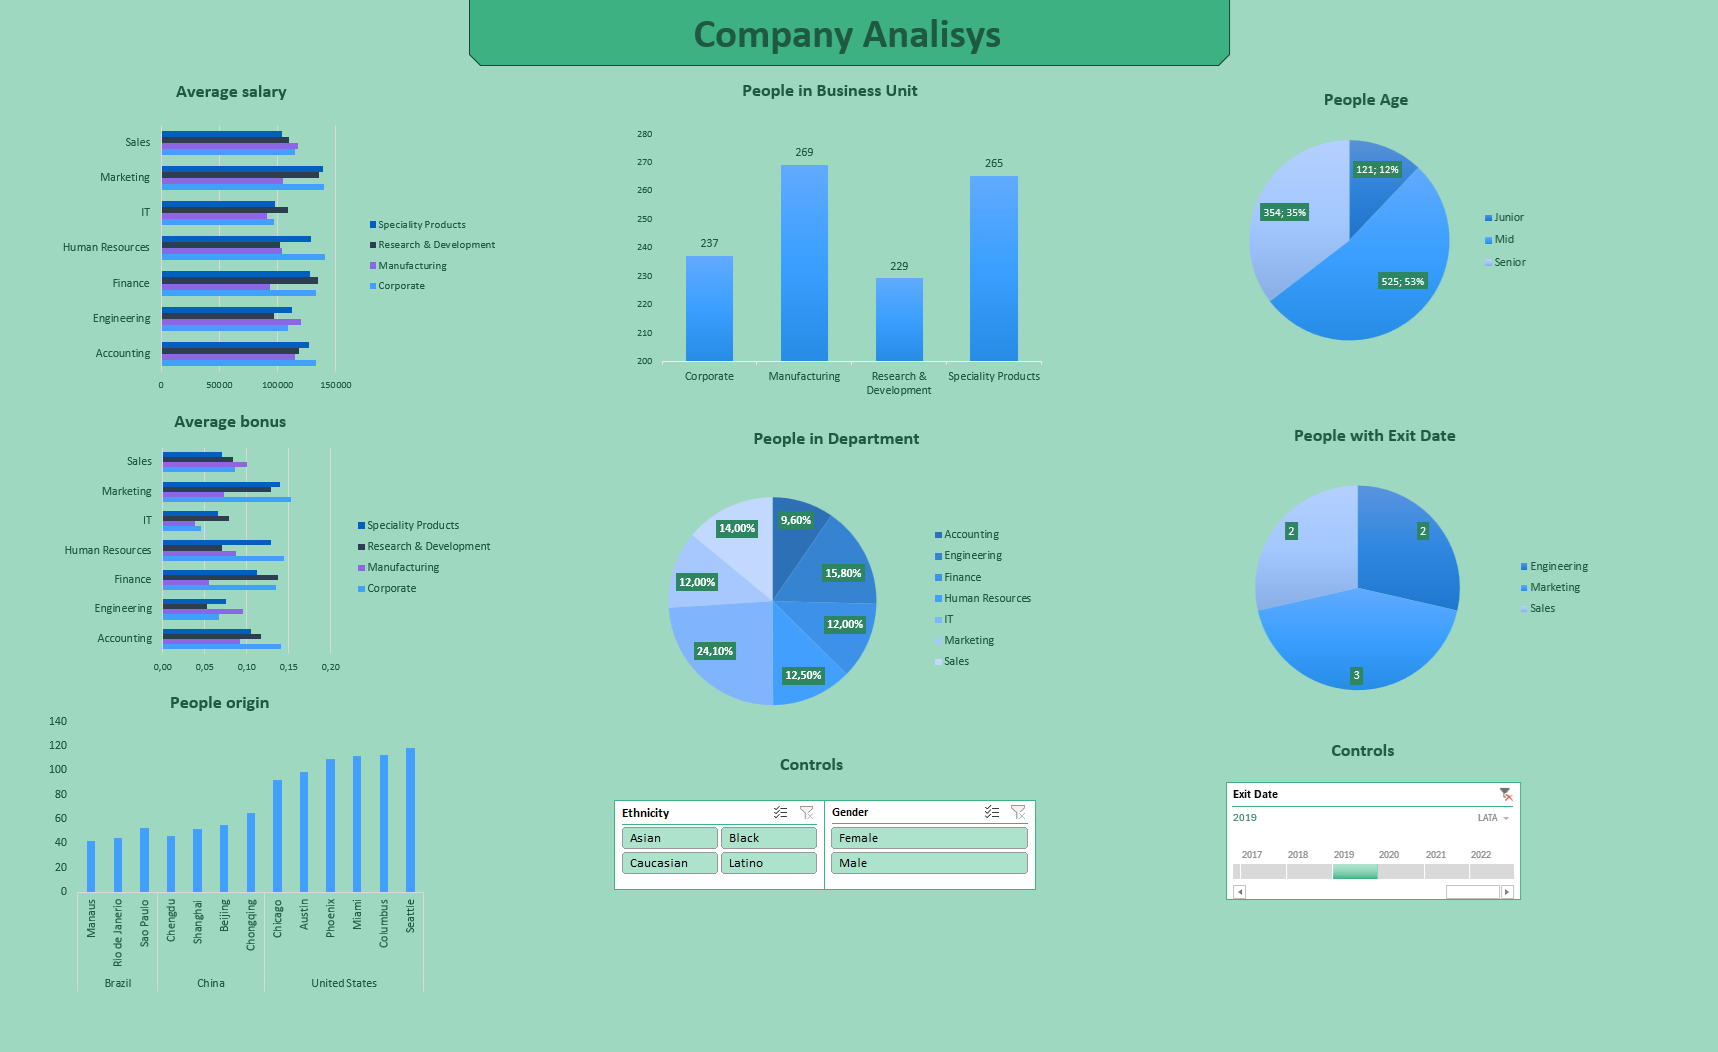 Company Analisys
Average salary
Sales
Marketing
IT
Human Resources
Finance
Engineering
Accounting
0
50000
100000
150000
Speciality Products
Research & Development
Manufacturing
Corporate
People in Business Unit
280
270
260
250
240
230
220
210
200
237
269
229
265
Corporate
Manufacturing
Research &
Development
Speciality Products
People Age
121; 12%
354; 35%
525; 53%
Junior
Mid
Senior
Average bonus
Sales
Marketing
IT
Human Resources
Finance
Engineering
Accounting
0,00
0,05
0,10
0,15
0,20
Speciality Products
Research & Development
Manufacturing
Corporate
People in Department
9,60%
15,80%
12,00%
12,50%
24,10%
12,00%
14,00%
Accounting
Engineering
Finance
Human Resources
IT
Marketing
Sales
People with Exit Date
2
2
3
Engineering
Marketing
Sales
People origin
140
120
100
80
60
40
20
0
Manaus
Rio de Janerio
Sao Paulo
Chengdu
Shanghai
Beijing
Chongqing
Chicago
Austin
Phoenix
Miami
Columbus
Seattle
Brazil
China
United States
Controls
Ethnicity
Asian
Black
Caucasian
Latino
Gender
Female
Male
Controls
Exit Date
2019
LATA
2017
2018
2019
2020
2021
2022